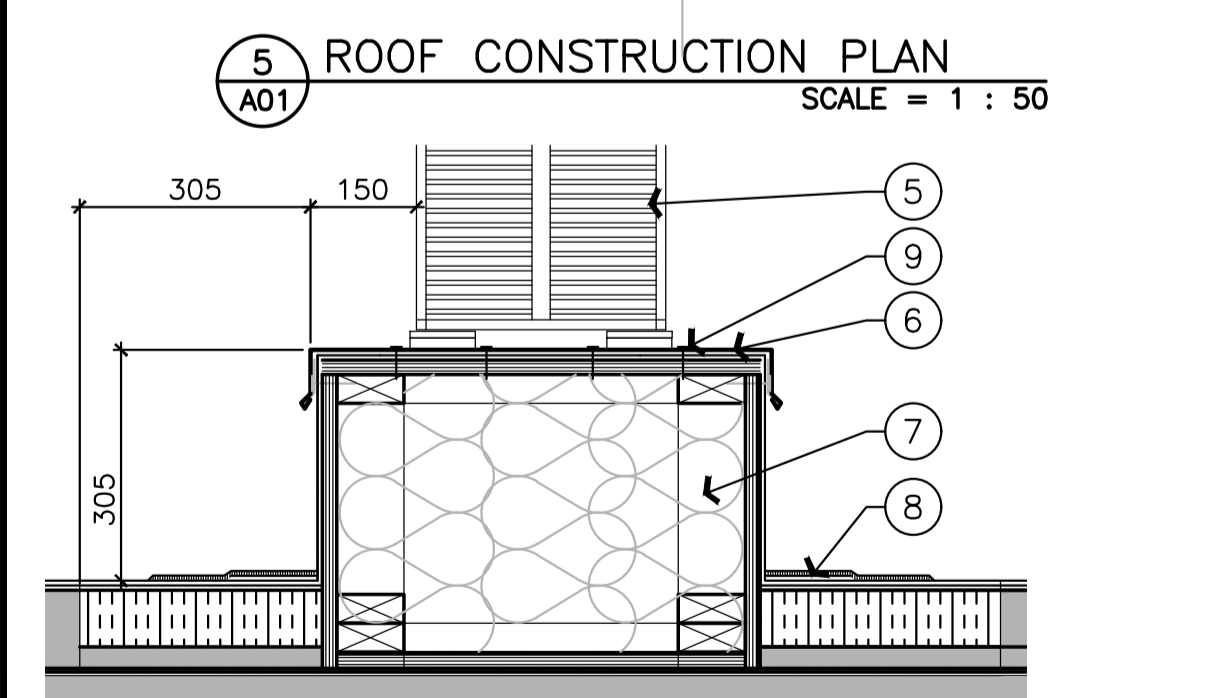 5 ROOF CONSTRUCTION PLAN
A01 SCALE = 1 : 50
305 150 5
9
6
7
305 8